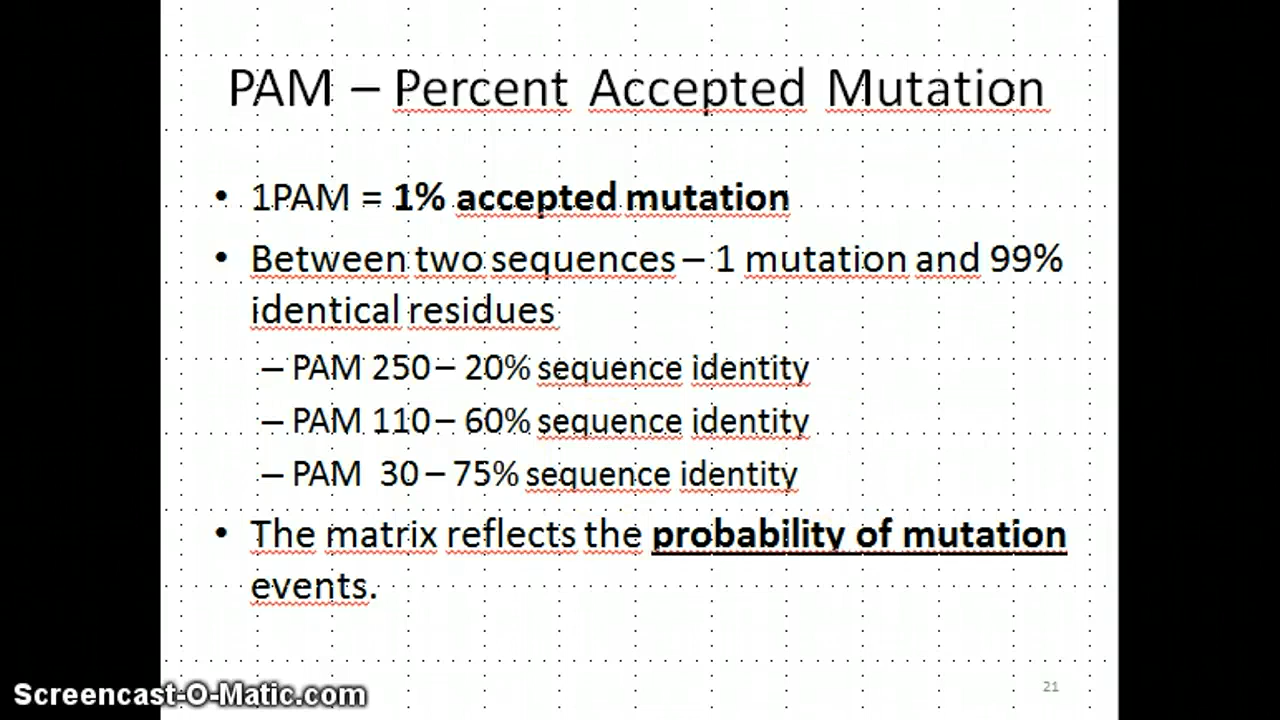 PAM – Percent Accepted Mutation
• 1PAM = 1% accepted mutation
• Between two sequences – 1 mutation and 99%
identical residues
– PAM 250 – 20% sequence identity
– PAM 110 – 60% sequence identity
– PAM 30 – 75% sequence identity
• The matrix reflects the probability of mutation
events.
Screencast-O-Matic.com
21